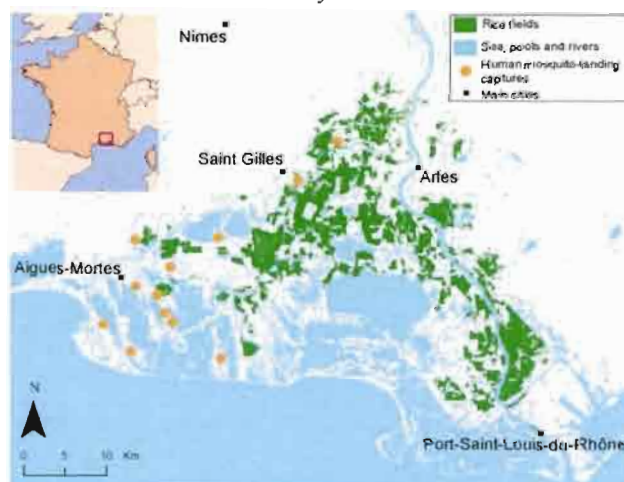 Nimes
Rice fields
Sea, pools and rivers
Human mosquito-landing
captures
Main cities
Saint Gilles
Arles
Aigues-Mortes
N
0 5 10 Km
Port-Saint-Louis-du-Rhône